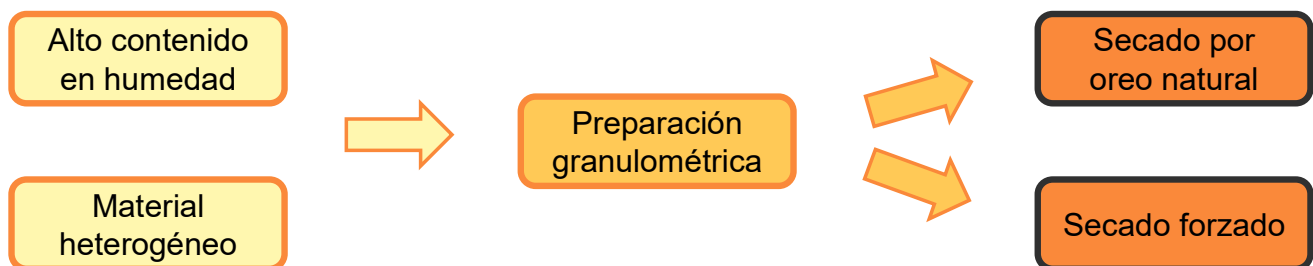 Alto contenido
en humedad
Material
heterogéneo
Preparación
granulométrica
Secado por
oreo natural
Secado forzado